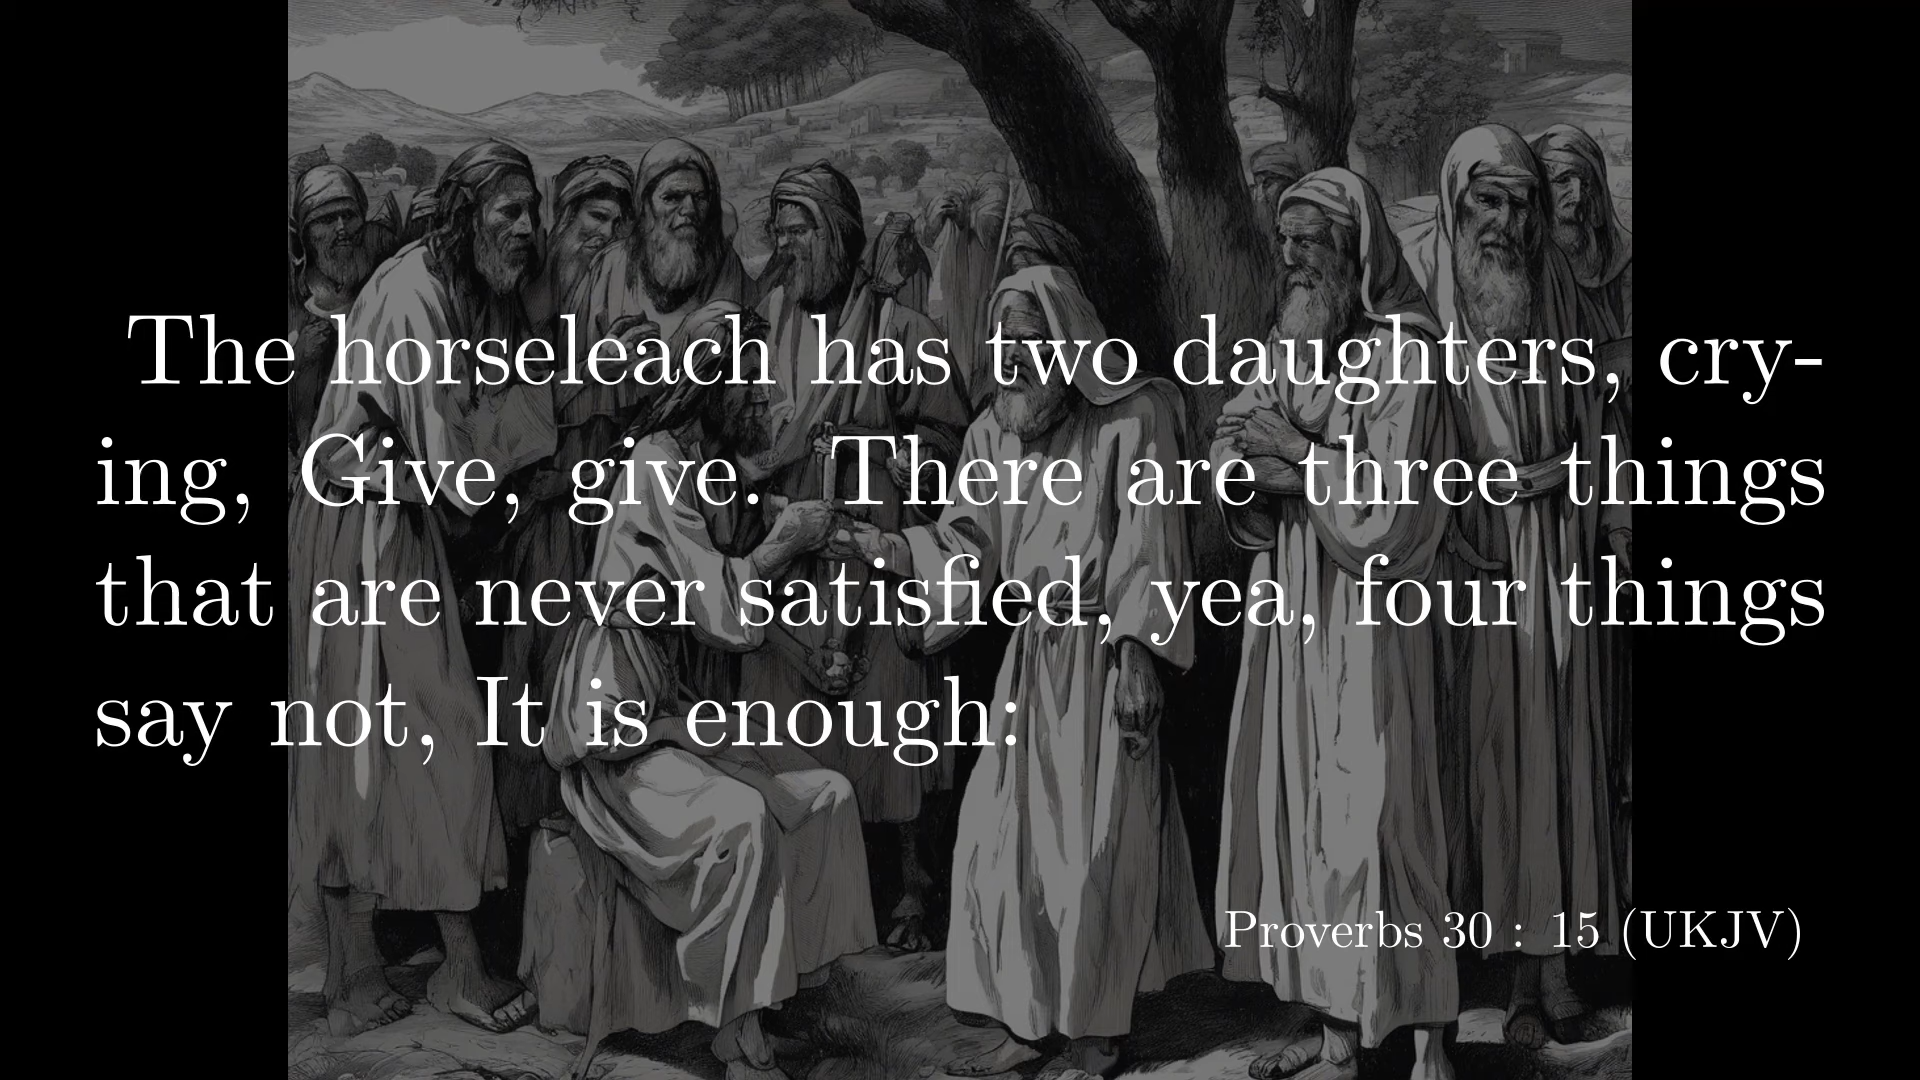 The horseleach has two daughters, cry-
ing, Give, give. There are three things
that are never satisfied, yea, four things
say not, It is enough:
Proverbs 30 : 15 (UKJV)